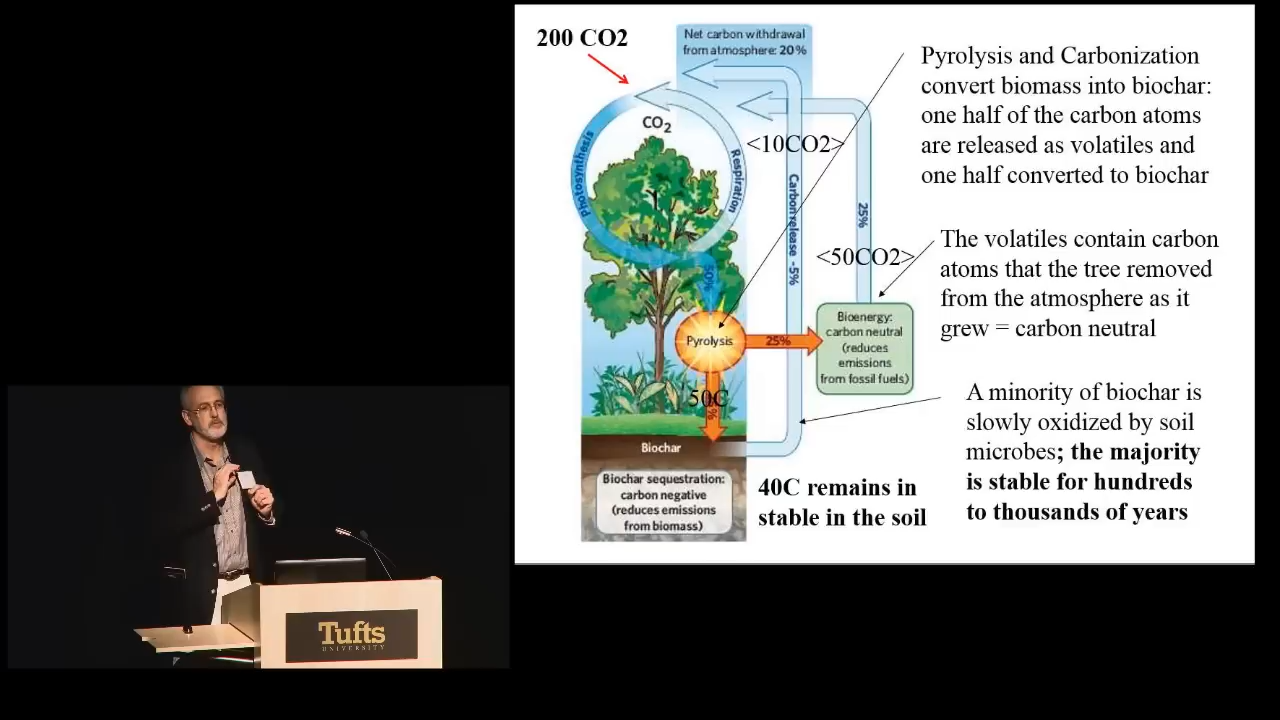 200 CO2
Net carbon withdrawal
from atmosphere: 20%
CO2
Photosynthesis
Respiration
<10CO2>
Carbon release -5%
25%
<50CO2>
50%
Pyrolysis
25%
Bioenergy:
carbon neutral
(reduces
emissions
from fossil fuels)
50C
Biochar
Biochar sequestration:
carbon negative
(reduces emissions
from biomass)
40C remains in
stable in the soil
Pyrolysis and Carbonization
convert biomass into biochar:
one half of the carbon atoms
are released as volatiles and
one half converted to biochar
The volatiles contain carbon
atoms that the tree removed
from the atmosphere as it
grew = carbon neutral
A minority of biochar is
slowly oxidized by soil
microbes; the majority
is stable for hundreds
to thousands of years
Tufts
UNIVERSITY